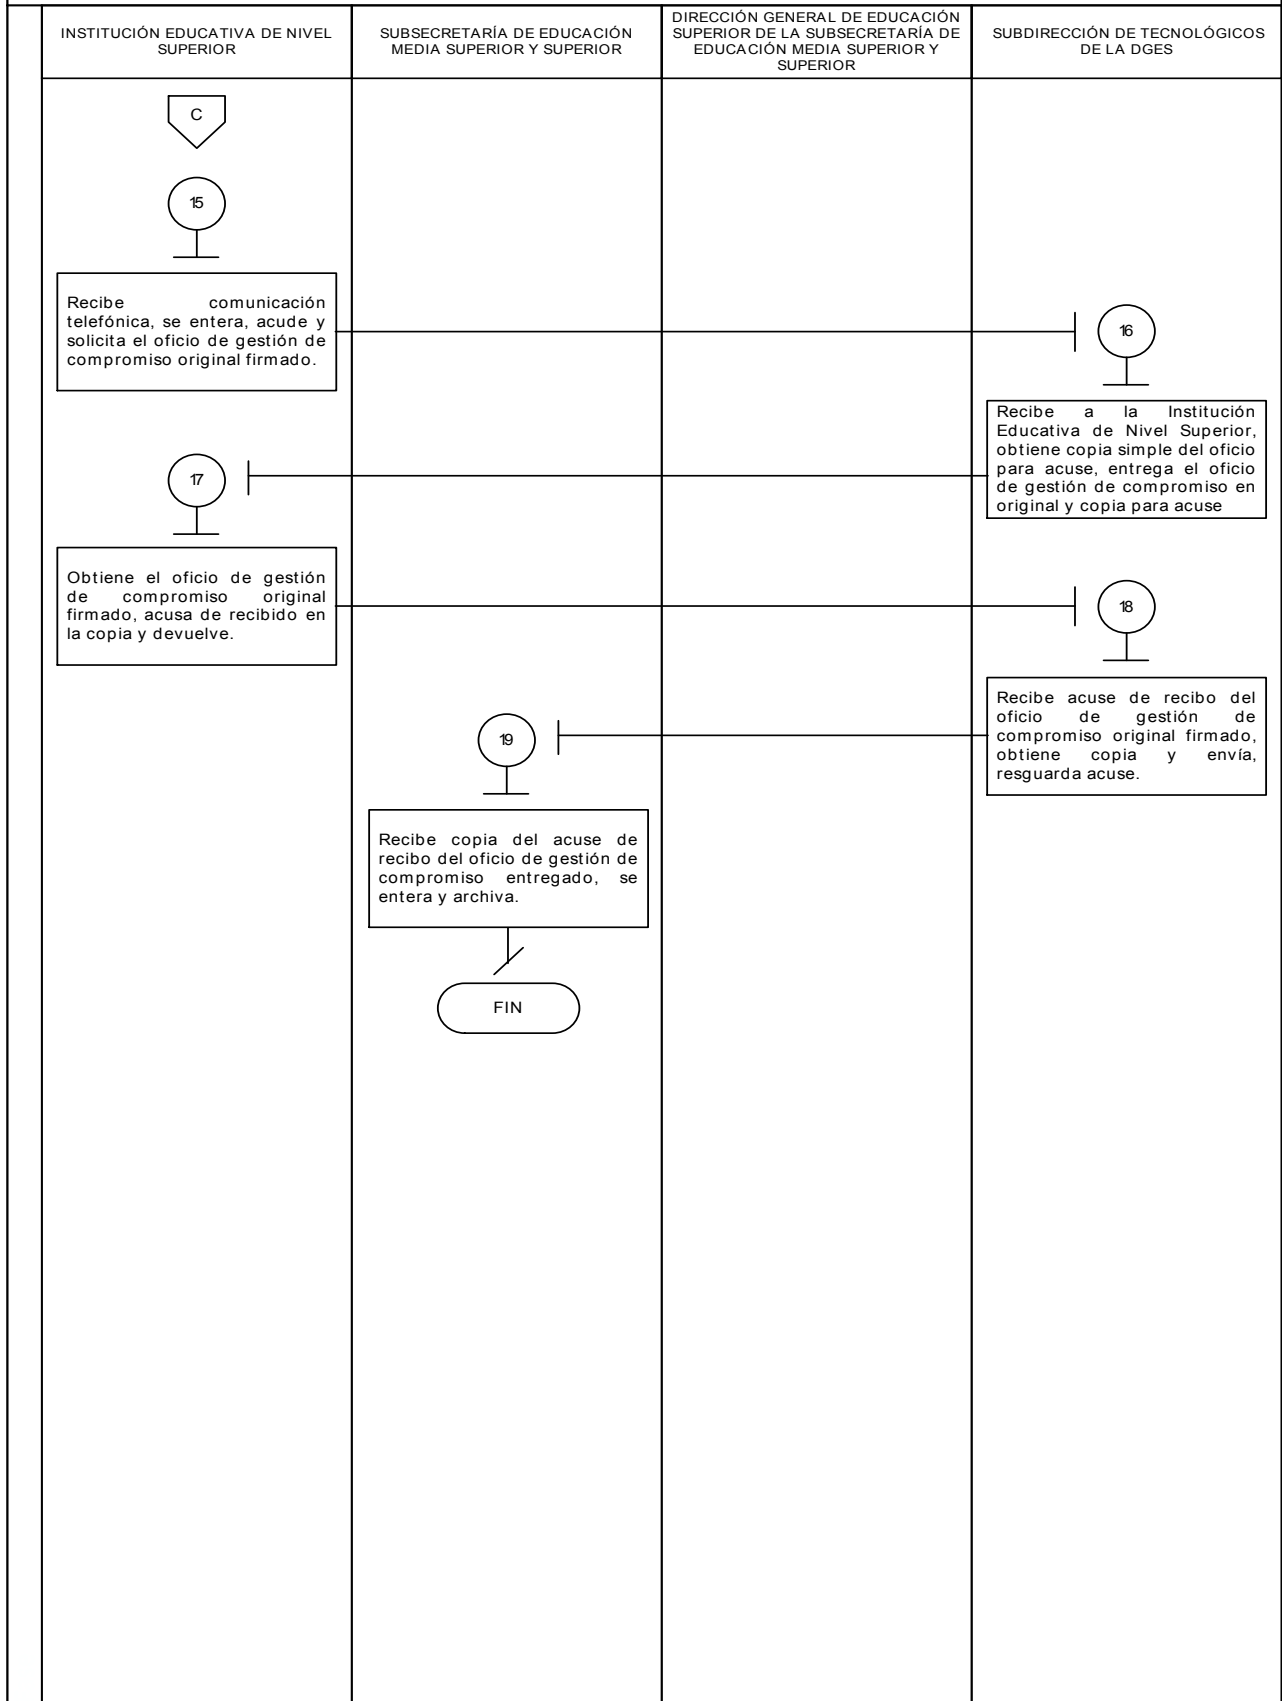 INSTITUCIÓN EDUCATIVA DE NIVEL
SUPERIOR
SUBSECRETARÍA DE EDUCACIÓN
MEDIA SUPERIOR Y SUPERIOR
DIRECCIÓN GENERAL DE EDUCACIÓN
SUPERIOR DE LA SUBSECRETARÍA DE
EDUCACIÓN MEDIA SUPERIOR Y
SUPERIOR
SUBDIRECCIÓN DE TECNOLÓGICOS
DE LA DGES
C
15
Recibe comunicación
telefónica, se entera, acude y
solicita el oficio de gestión de
compromiso original firmado.
16
Recibe a la Institución
Educativa de Nivel Superior,
obtiene copia simple del oficio
para acuse, entrega el oficio
de gestión de compromiso en
original y copia para acuse
17
Obtiene el oficio de gestión
de compromiso original
firmado, acusa de recibido en
la copia y devuelve.
18
Recibe acuse de recibo del
oficio de gestión de
compromiso original firmado,
obtiene copia y envía,
resguarda acuse.
19
Recibe copia del acuse de
recibo del oficio de gestión de
compromiso entregado, se
entera y archiva.
FIN